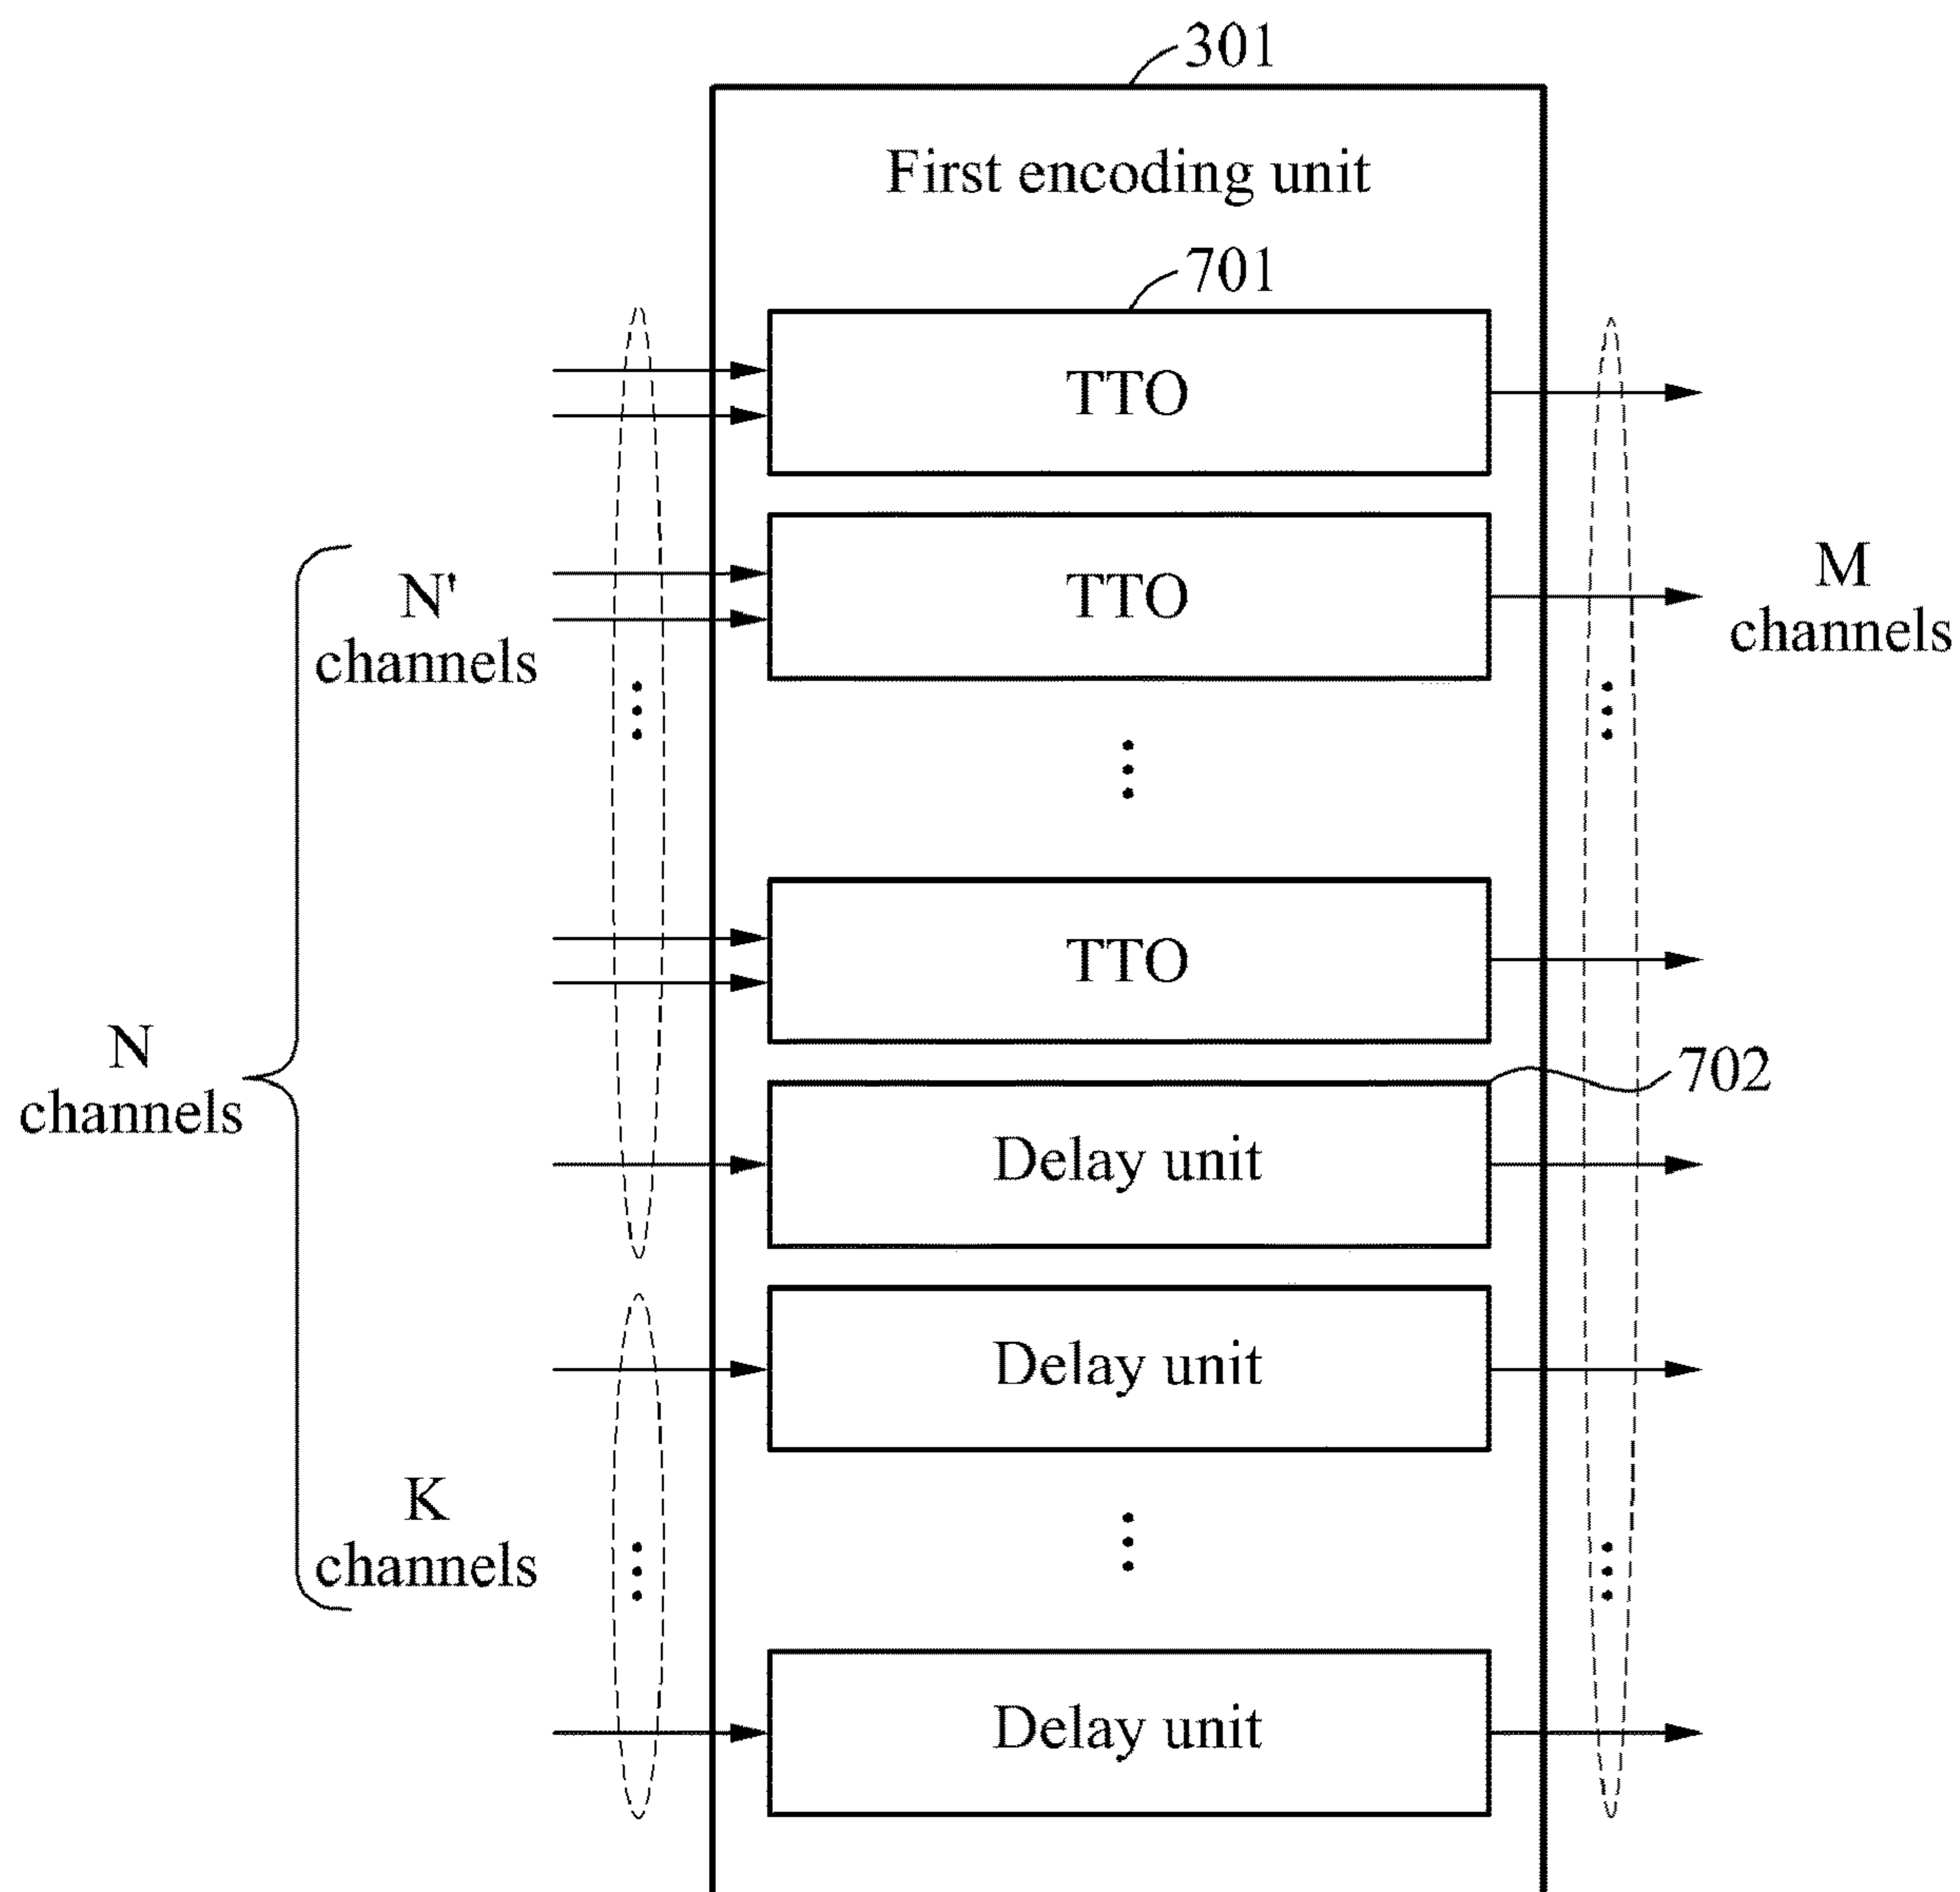 301
First encoding unit
701
TTO
N'
channels
TTO
M
channels
TTO
N
channels
702
Delay unit
Delay unit
K
channels
Delay unit